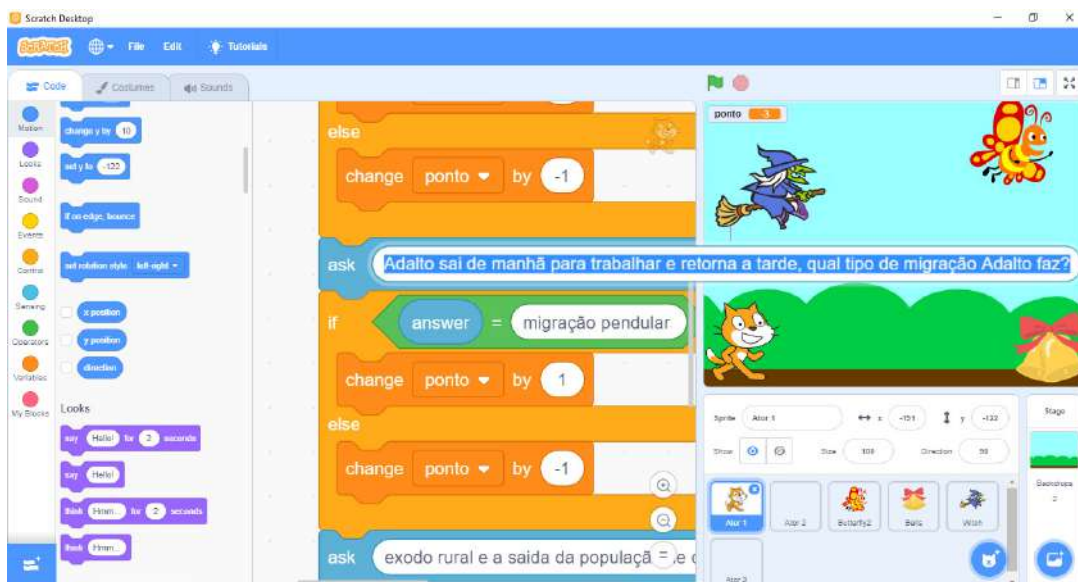 Scratch Desktop
SCRATCH
File Edit Tutorials
Code Costumes Sounds
Motion
Looks
Sound
Events
Control
Sensing
Operators
Variables
My Blocks
change y by 10
set y to -122
if on edge, bounce
set rotation style left-right
x position
y position
direction
Looks
say Hello! for 2 seconds
say Hello!
think Hmm... for 2 seconds
think Hmm...
else
change ponto by -1
ask Adalto sai de manhã para trabalhar e retorna a tarde, qual tipo de migração Adalto faz?
if answer = migração pendular
change ponto by 1
else
change ponto by -1
ask exodo rural e a saida da populaçã
ponto -3
Sprite Ator 1 x y -122
Show Size 100 Direction 90
Ator 1 Ator 2 Butterfly2 Bells Witch
Ator 3
Stage
Backdrops
2